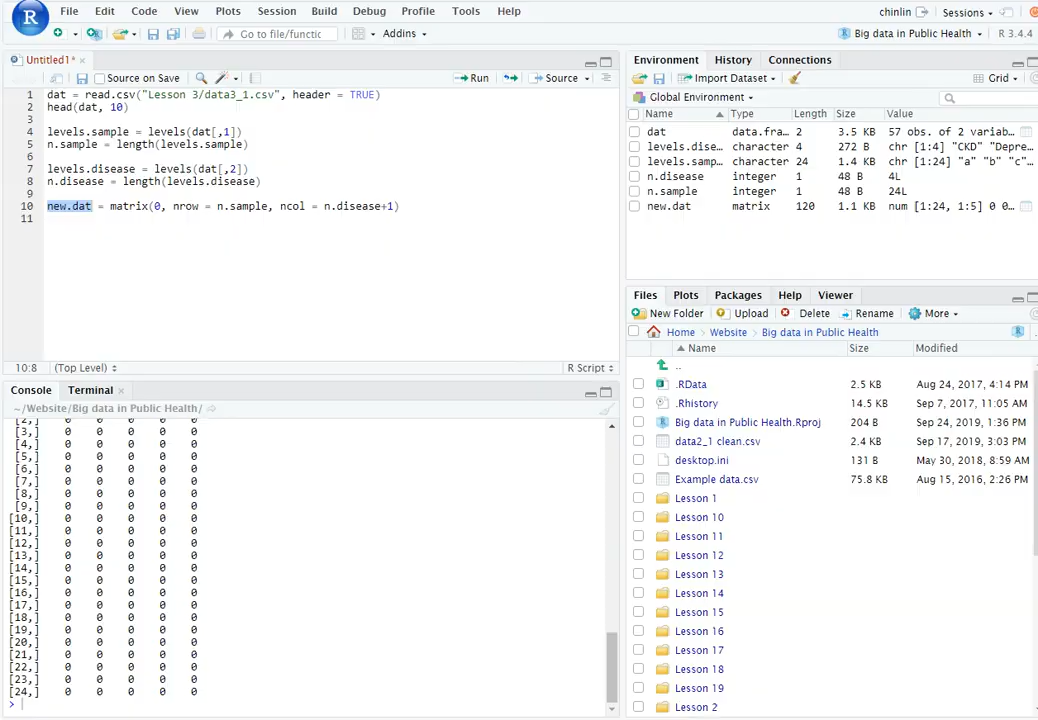 File Edit Code View Plots Session Build Debug Profile Tools Help
chinlin Sessions
R
Go to file/functic Addins
Big data in Public Health R 3.4.4
Untitled1*
Source on Save Run Source
1 dat = read.csv("Lesson 3/data3_1.csv", header = TRUE)
2 head(dat, 10)
3
4 levels.sample = levels(dat[,1])
5 n.sample = length(levels.sample)
6
7 levels.disease = levels(dat[,2])
8 n.disease = length(levels.disease)
9
10 new.dat = matrix(0, nrow = n.sample, ncol = n.disease+1)
11
10:8 (Top Level) R Script
Console Terminal
~/Website/Big data in Public Health/
[2,] 0 0 0 0 0
[3,] 0 0 0 0 0
[4,] 0 0 0 0 0
[5,] 0 0 0 0 0
[6,] 0 0 0 0 0
[7,] 0 0 0 0 0
[8,] 0 0 0 0 0
[9,] 0 0 0 0 0
[10,] 0 0 0 0 0
[11,] 0 0 0 0 0
[12,] 0 0 0 0 0
[13,] 0 0 0 0 0
[14,] 0 0 0 0 0
[15,] 0 0 0 0 0
[16,] 0 0 0 0 0
[17,] 0 0 0 0 0
[18,] 0 0 0 0 0
[19,] 0 0 0 0 0
[20,] 0 0 0 0 0
[21,] 0 0 0 0 0
[22,] 0 0 0 0 0
[23,] 0 0 0 0 0
[24,] 0 0 0 0 0
>
Environment History Connections
Import Dataset Grid
Global Environment
Name Type Length Size Value
dat data.fra... 2 3.5 KB 57 obs. of 2 variab...
levels.dise... character 4 272 B chr [1:4] "CKD" "Depre...
levels.samp... character 24 1.4 KB chr [1:24] "a" "b" "c"...
n.disease integer 1 48 B 4L
n.sample integer 1 48 B 24L
new.dat matrix 120 1.1 KB num [1:24, 1:5] 0 0...
Files Plots Packages Help Viewer
New Folder Upload Delete Rename More
Home Website Big data in Public Health
Name Size Modified
..
.RData 2.5 KB Aug 24, 2017, 4:14 PM
.Rhistory 14.5 KB Sep 7, 2017, 11:05 AM
Big data in Public Health.Rproj 204 B Sep 24, 2019, 1:36 PM
data2_1 clean.csv 2.4 KB Sep 17, 2019, 3:03 PM
desktop.ini 131 B May 30, 2018, 8:59 AM
Example data.csv 75.8 KB Aug 15, 2016, 2:26 PM
Lesson 1
Lesson 10
Lesson 11
Lesson 12
Lesson 13
Lesson 14
Lesson 15
Lesson 16
Lesson 17
Lesson 18
Lesson 19
Lesson 2